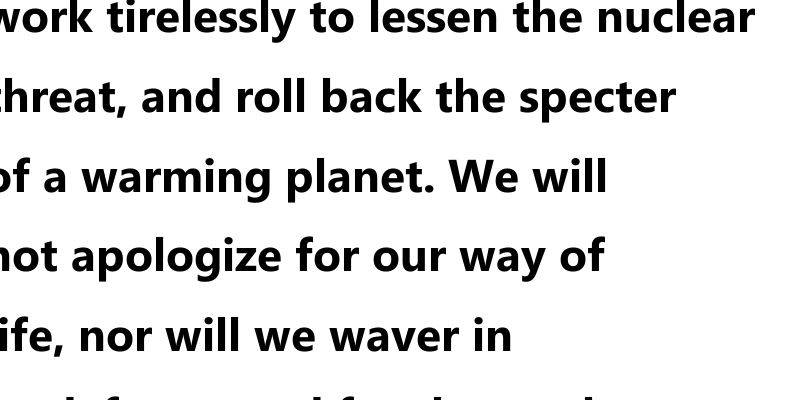 work tirelessly to lessen the nuclear
threat, and roll back the specter
of a warming planet. We will
not apologize for our way of
life, nor will we waver in